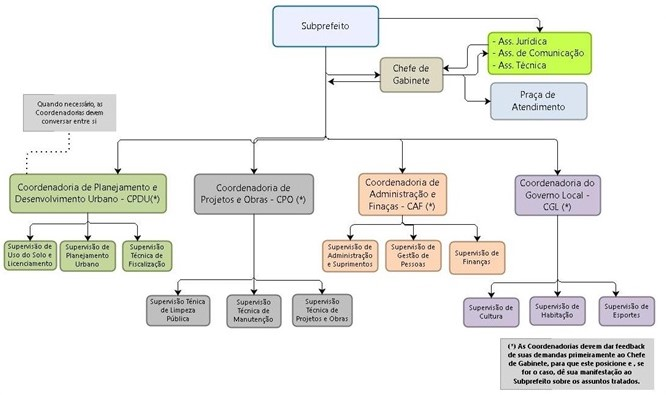 Subprefeito
- Ass. Jurídica
- Ass. de Comunicação
- Ass. Técnica
Chefe de
Gabinete
Praça de
Atendimento
Quando necessário, as
Coordenadorias devem
conversar entre si
Coordenadoria de Planejamento e
Desenvolvimento Urbano - CPDU(*)
Coordenadoria de
Projetos e Obras - CPO (*)
Coordenadoria de
Administração e
Finaças - CAF (*)
Coordenadoria do
Governo Local -
CGL (*)
Supervisão de
Uso do Solo e
Licenciamento
Supervisão de
Planejamento
Urbano
Supervisão
Técnica de
Fiscalização
Supervisão de
Administração
e Suprimentos
Supervisão de
Gestão de
Pessoas
Supervisão de
Finanças
Supervisão Ténica
de Limpeza
Pública
Supervisão
Técnica de
Manutenção
Supervisão
Técnica de
Projetos e Obras
Supervisão de
Cultura
Supervisão de
Habitação
Supervisão de
Esportes
(*) As Coordenadorias devem dar feedback
de suas demandas primeiramente ao Chefe
de Gabinete, para que este posicione e , se
for o caso, dê sua manifestação ao
Subprefeito sobre os assuntos tratados.